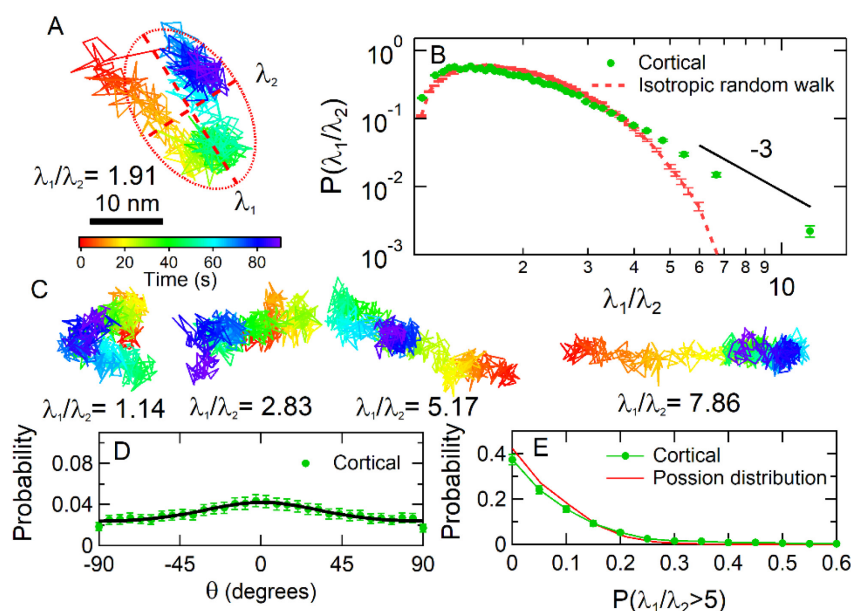 A
λ2
λ1/λ2= 1.91
λ1
10 nm
0 20 40 60 80
Time (s)
B
Cortical
Isotropic random walk
-3
P(λ1/λ2)
10^0
10^-1
10^-2
10^-3
2 3 4 5 6 7 8 9 10
λ1/λ2
C
λ1/λ2= 1.14
λ1/λ2= 2.83
λ1/λ2= 5.17
λ1/λ2= 7.86
D
Cortical
Probability
0.08
0.04
0
-90 -45 0 45 90
θ (degrees)
E
Cortical
Possion distribution
Probability
0.4
0.2
0
0 0.1 0.2 0.3 0.4 0.5 0.6
P(λ1/λ2>5)